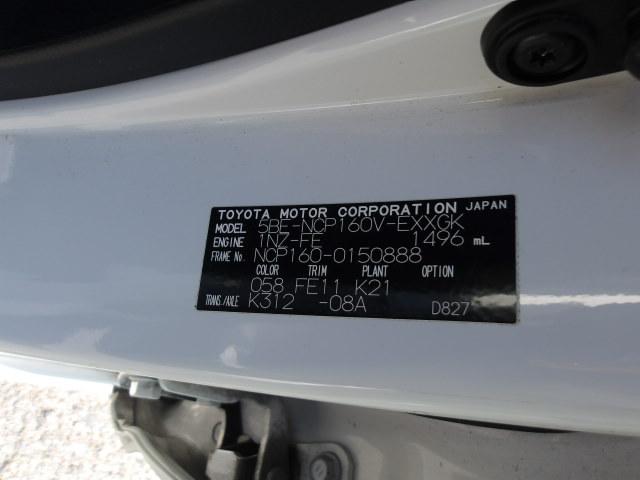 TOYOTA MOTOR CORPORATION JAPAN
MODEL 5BE-NCP160V-EXXGK
ENGINE 1NZ-FE 1496 mL
FRAME No. NCP160-0150888
COLOR TRIM PLANT OPTION
058 FE11 K21
TRANS./AXLE K312 -08A D827